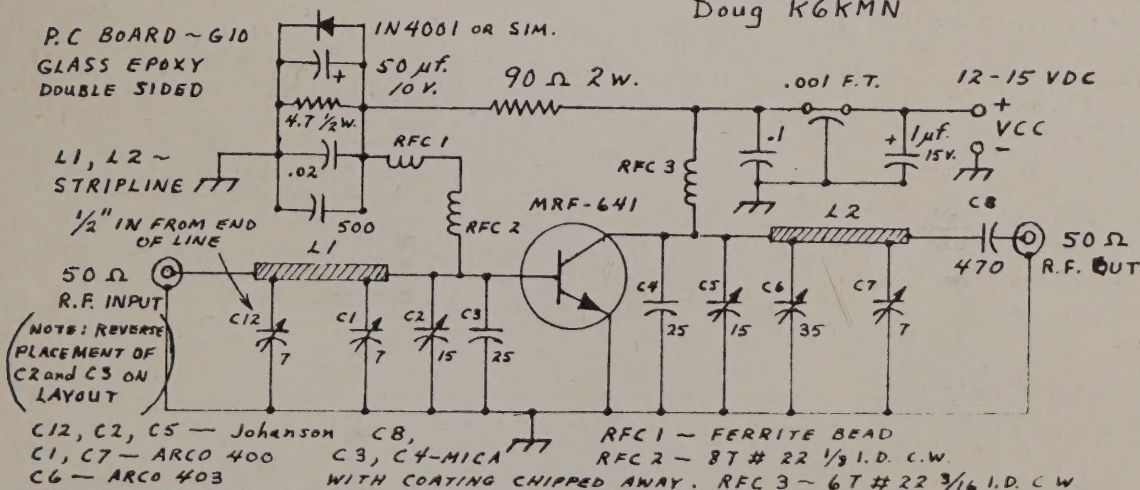 Doug K6KMN
P.C BOARD ~ G10
GLASS EPOXY
DOUBLE SIDED
1N4001 OR SIM.
50 µf.
10 V.
+
4.7 1/2 W.
.02
500
90 Ω 2 W.
.001 F.T.
12-15 VDC
+
VCC
-
.1
+ 1µf.
15 V.
RFC 1
RFC 2
RFC 3
L1, L2 ~
STRIPLINE
1/2" IN FROM END
OF LINE
L1
MRF-641
L2
C8
470
50 Ω
R.F. INPUT
50 Ω
R.F. OUT
C12
7
C1
7
C2
15
C3
25
C4
25
C5
15
C6
35
C7
7
(NOTE: REVERSE
PLACEMENT OF
C2 and C3 ON
LAYOUT)
C12, C2, C5 — Johanson C8,
C1, C7 — ARCO 400 C3, C4-MICA
C6 — ARCO 403 WITH COATING CHIPPED AWAY.
RFC 1 ~ FERRITE BEAD
RFC 2 ~ 8T # 22 1/8 I.D. C.W.
RFC 3 ~ 6T # 22 3/16 I.D. C W